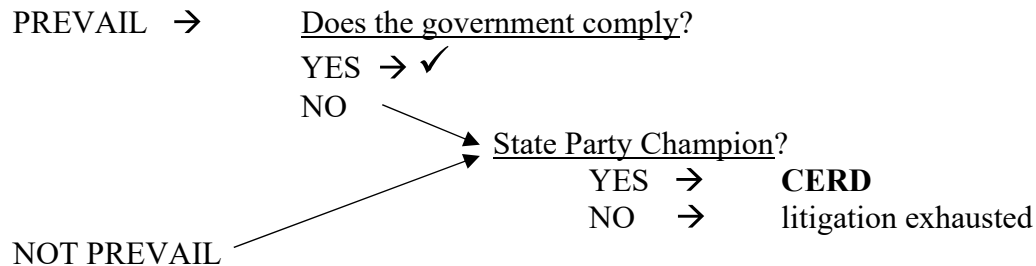 PREVAIL → Does the government comply?
YES → ✓
NO
State Party Champion?
YES → CERD
NO → litigation exhausted
NOT PREVAIL